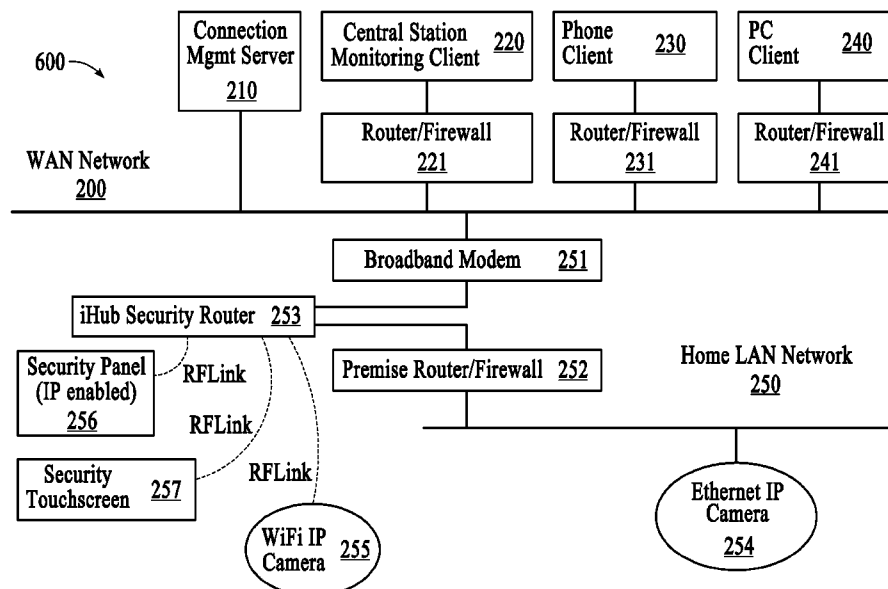 600
Connection
Mgmt Server
210
Central Station
Monitoring Client
220
Phone
Client
230
PC
Client
240
Router/Firewall
221
Router/Firewall
231
Router/Firewall
241
WAN Network
200
Broadband Modem 251
iHub Security Router 253
Security Panel
(IP enabled)
256
RFLink
Premise Router/Firewall 252
Home LAN Network
250
RFLink
Security
Touchscreen
257
RFLink
WiFi IP
Camera
255
Ethernet IP
Camera
254